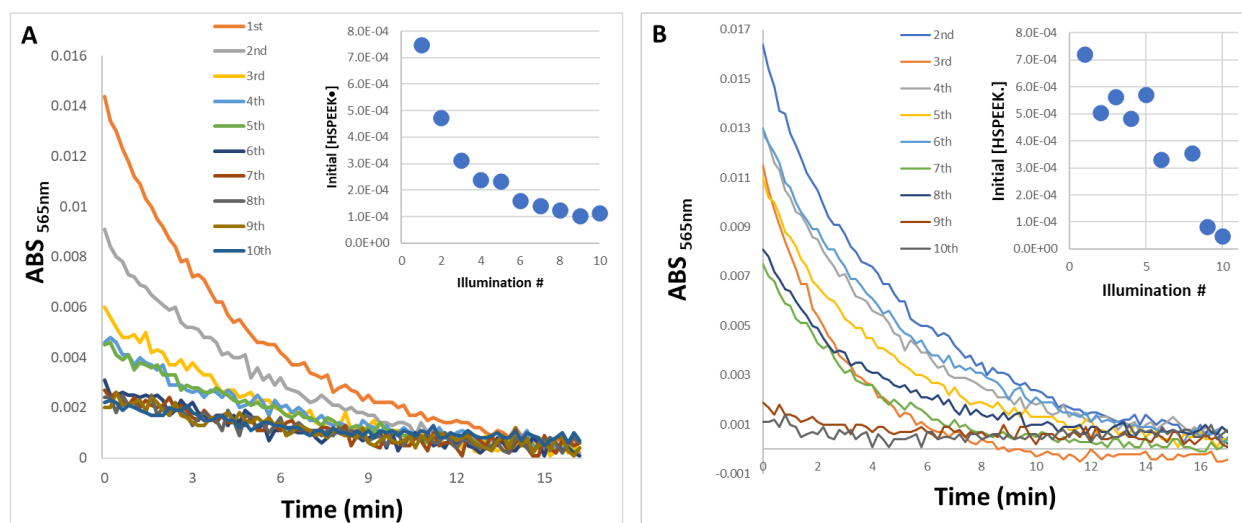 A
ABS 565nm
0.016
0.014
0.012
0.01
0.008
0.006
0.004
0.002
0
0
3
6
9
12
15
Time (min)
1st
2nd
3rd
4th
5th
6th
7th
8th
9th
10th
Initial [HSPEEK•]
8.0E-04
7.0E-04
6.0E-04
5.0E-04
4.0E-04
3.0E-04
2.0E-04
1.0E-04
0.0E+00
0
2
4
6
8
10
Illumination #
B
ABS 565nm
0.017
0.015
0.013
0.011
0.009
0.007
0.005
0.003
0.001
-0.001
0
2
4
6
8
10
12
14
16
Time (min)
2nd
3rd
4th
5th
6th
7th
8th
9th
10th
Initial [HSPEEK.]
8.0E-04
7.0E-04
6.0E-04
5.0E-04
4.0E-04
3.0E-04
2.0E-04
1.0E-04
0.0E+00
0
5
10
Illumination #